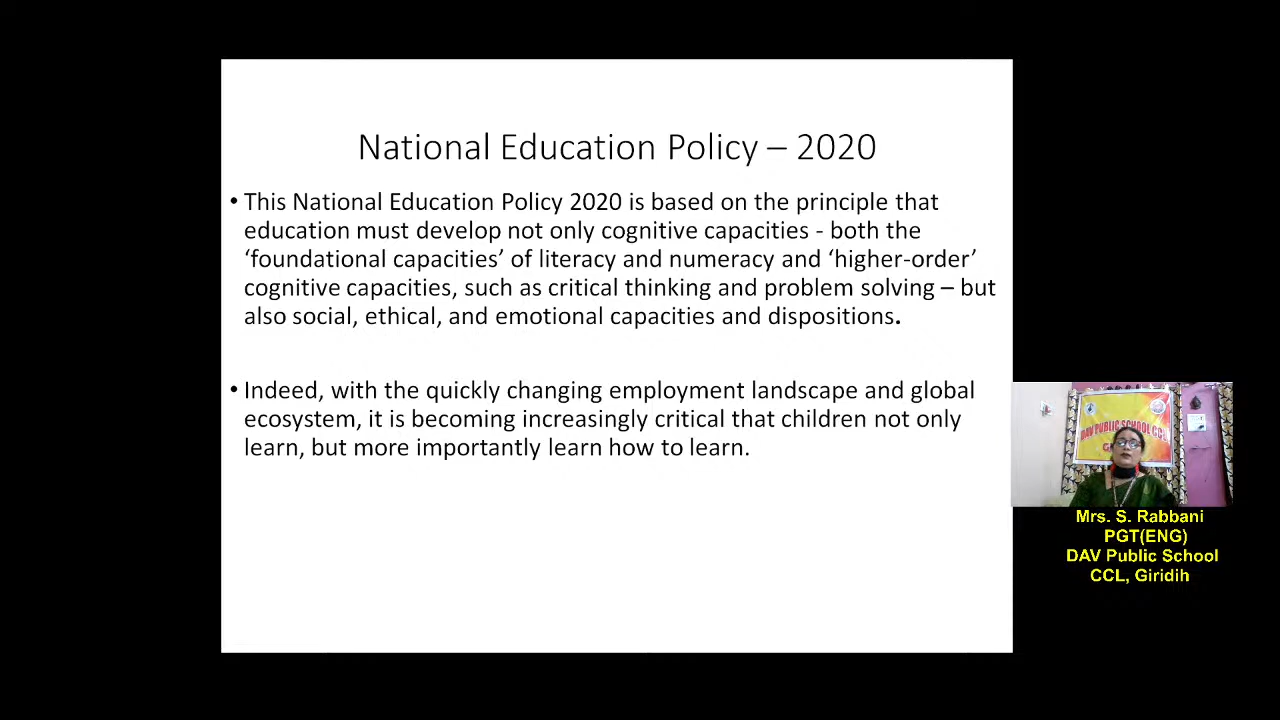 National Education Policy – 2020
• This National Education Policy 2020 is based on the principle that
education must develop not only cognitive capacities - both the
‘foundational capacities’ of literacy and numeracy and ‘higher-order’
cognitive capacities, such as critical thinking and problem solving – but
also social, ethical, and emotional capacities and dispositions.
• Indeed, with the quickly changing employment landscape and global
ecosystem, it is becoming increasingly critical that children not only
learn, but more importantly learn how to learn.
DAV PUBLIC SCHOOL CCL
Mrs. S. Rabbani
PGT(ENG)
DAV Public School
CCL, Giridih